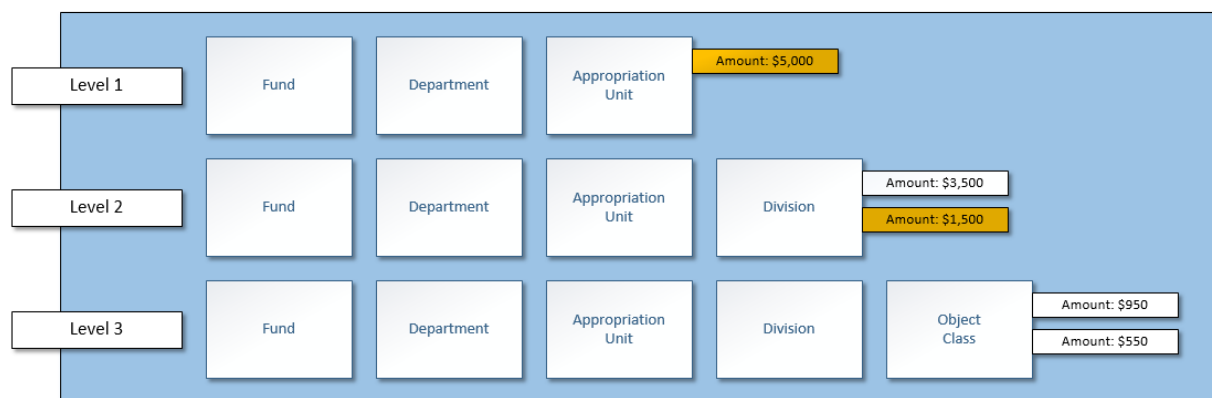 Level 1
Fund
Department
Appropriation
Unit
Amount: $5,000
Level 2
Fund
Department
Appropriation
Unit
Division
Amount: $3,500
Amount: $1,500
Level 3
Fund
Department
Appropriation
Unit
Division
Object
Class
Amount: $950
Amount: $550